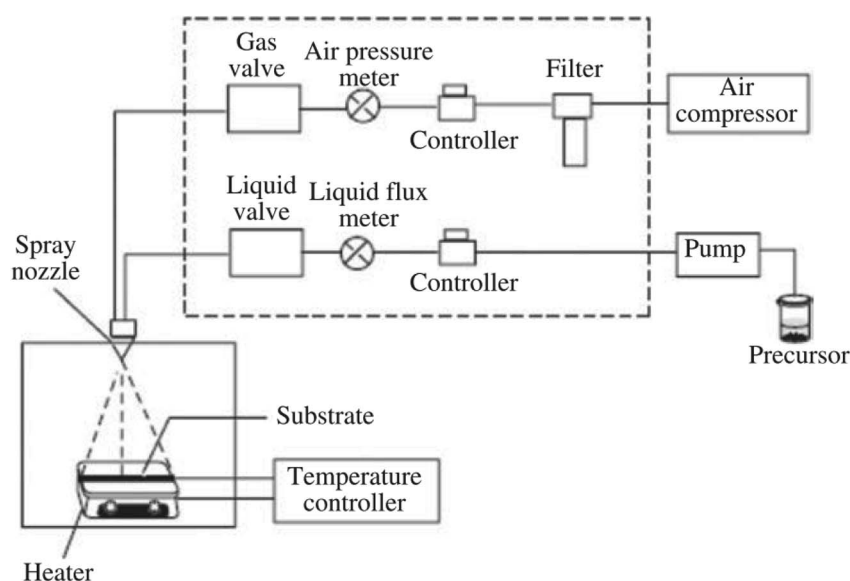 Gas
valve
Air pressure
meter
Controller
Filter
Air
compressor
Liquid
valve
Liquid flux
meter
Controller
Pump
Precursor
Spray
nozzle
Substrate
Temperature
controller
Heater